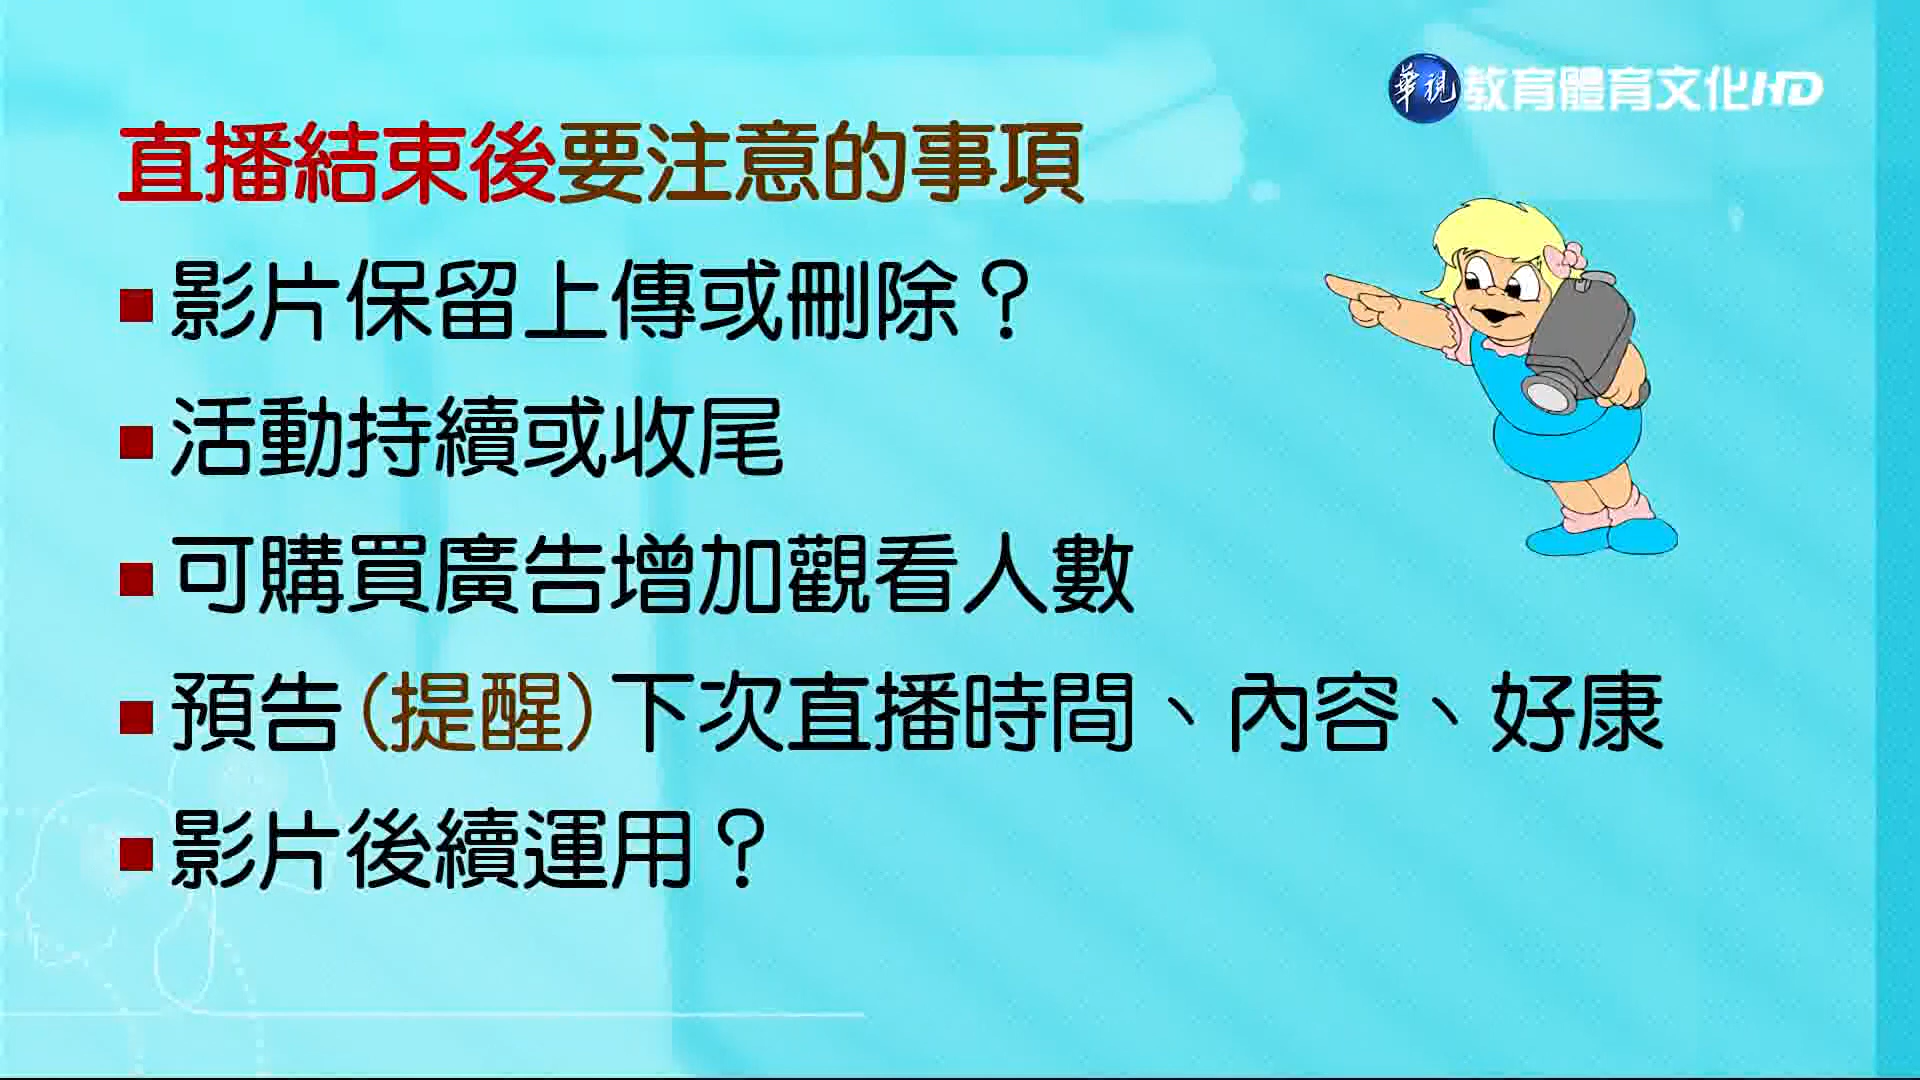 華視 教育體育文化HD
直播結束後要注意的事項
影片保留上傳或刪除？
活動持續或收尾
可購買廣告增加觀看人數
預告(提醒)下次直播時間、內容、好康
影片後續運用？